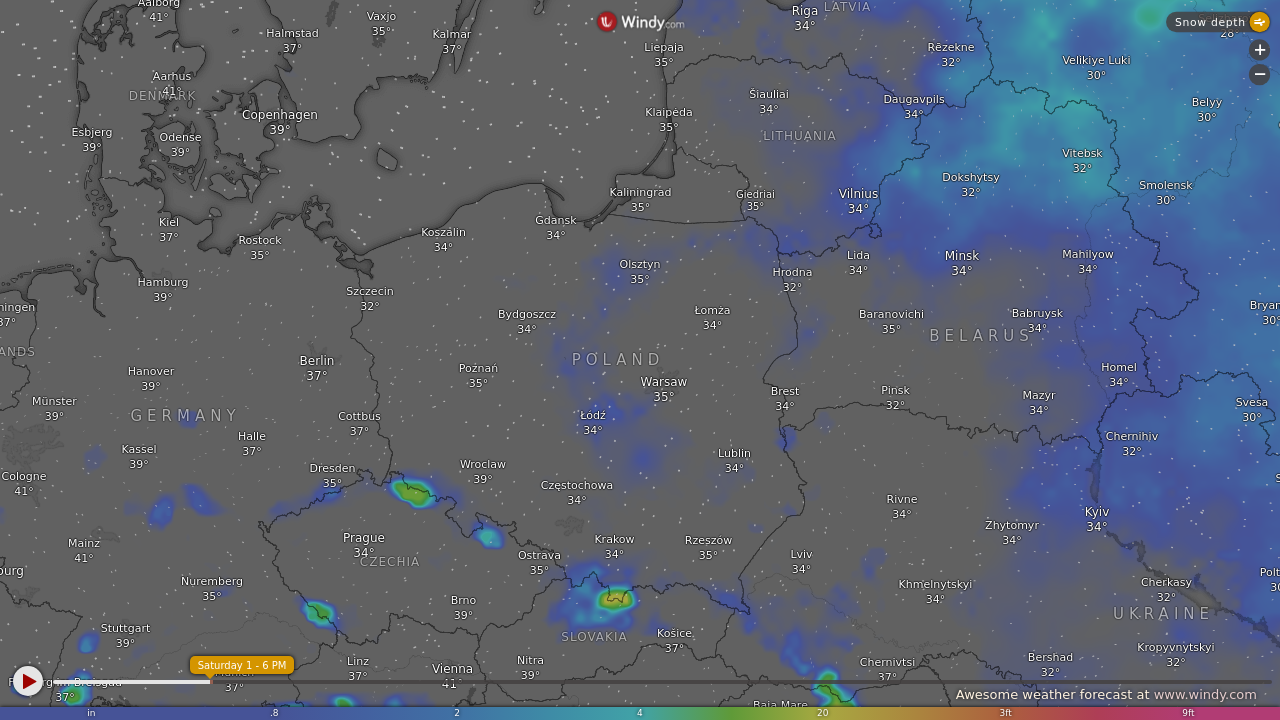 Aalborg
41°
Vaxjo
35°
Halmstad
37°
Kalmar
37°
Windy.com
Riga
34°
LATVIA
Snow depth
28°
Liepaja
35°
Rēzekne
32°
Velikiye Luki
30°
+
−
Aarhus
41°
DENMARK
Copenhagen
39°
Klaipėda
35°
Šiauliai
34°
Daugavpils
34°
Belyy
30°
Esbjerg
39°
Odense
39°
LITHUANIA
Vitebsk
32°
Kaliningrad
35°
Giedriai
35°
Vilnius
34°
Dokshytsy
32°
Smolensk
30°
Kiel
37°
Rostock
35°
Koszalin
34°
Gdansk
34°
Olsztyn
35°
Hrodna
32°
Lida
34°
Minsk
34°
Mahilyow
34°
Hamburg
39°
Szczecin
32°
ningen
37°
Bydgoszcz
34°
Łomża
34°
Baranovichi
35°
Babruysk
34°
Bryan
30°
BELARUS
ANDS
Hanover
39°
Berlin
37°
Poznań
35°
POLAND
Warsaw
35°
Brest
34°
Pinsk
32°
Homel
34°
Münster
39°
GERMANY
Cottbus
37°
Łódź
34°
Mazyr
34°
Svesa
30°
Kassel
39°
Halle
37°
Chernihiv
32°
Cologne
41°
Dresden
35°
Wroclaw
39°
Częstochowa
34°
Lublin
34°
Rivne
34°
Zhytomyr
34°
Kyiv
34°
Mainz
41°
Prague
34°
CZECHIA
Ostrava
35°
Krakow
34°
Rzeszow
35°
Lviv
34°
Khmelnytskyi
34°
Cherkasy
32°
Polt
30
burg
Nuremberg
35°
Brno
39°
UKRAINE
Stuttgart
39°
SLOVAKIA
Košice
37°
Kropyvnytskyi
32°
Saturday 1 - 6 PM
37°
37°
Linz
37°
Vienna
41°
Nitra
39°
Chernivtsi
37°
Bershad
32°
Awesome weather forecast at www.windy.com
Baia Mare
in .8 2 4 20 3ft 9ft